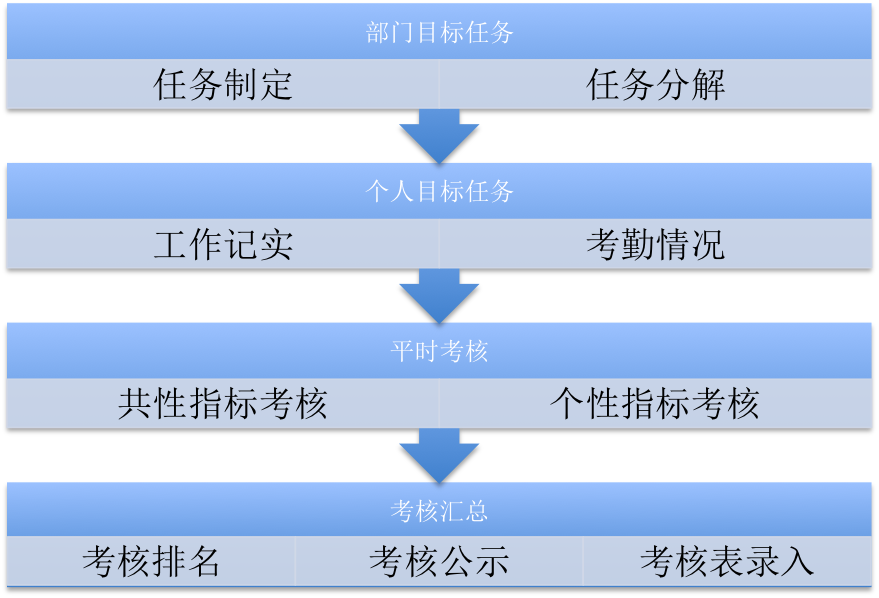 部门目标任务
任务制定 任务分解
个人目标任务
工作记实 考勤情况
平时考核
共性指标考核 个性指标考核
考核汇总
考核排名 考核公示 考核表录入